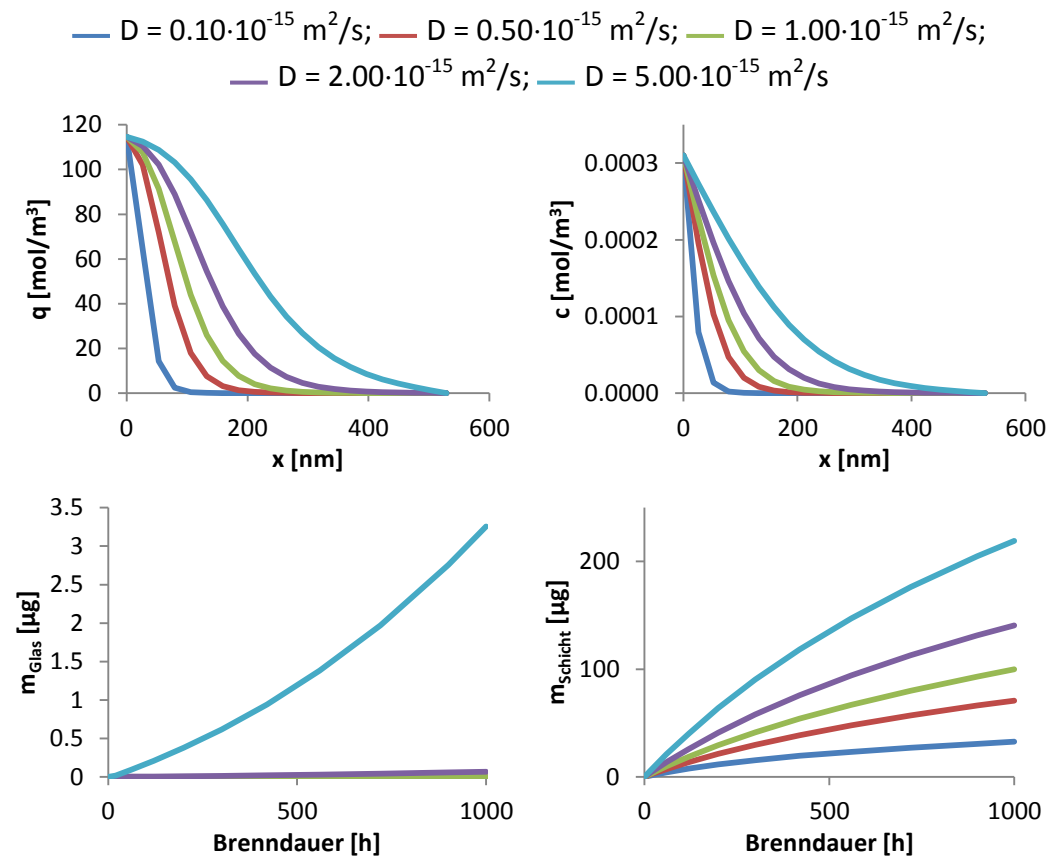 D = 0.10·10⁻¹⁵ m²/s; D = 0.50·10⁻¹⁵ m²/s; D = 1.00·10⁻¹⁵ m²/s;
D = 2.00·10⁻¹⁵ m²/s; D = 5.00·10⁻¹⁵ m²/s
q [mol/m³]
120
100
80
60
40
20
0
0 200 400 600
x [nm]
c [mol/m³]
0.0003
0.0002
0.0001
0.0000
0 200 400 600
x [nm]
m_Glas [µg]
3.5
3
2.5
2
1.5
1
0.5
0
0 500 1000
Brenndauer [h]
m_Schicht [µg]
200
100
0
0 500 1000
Brenndauer [h]